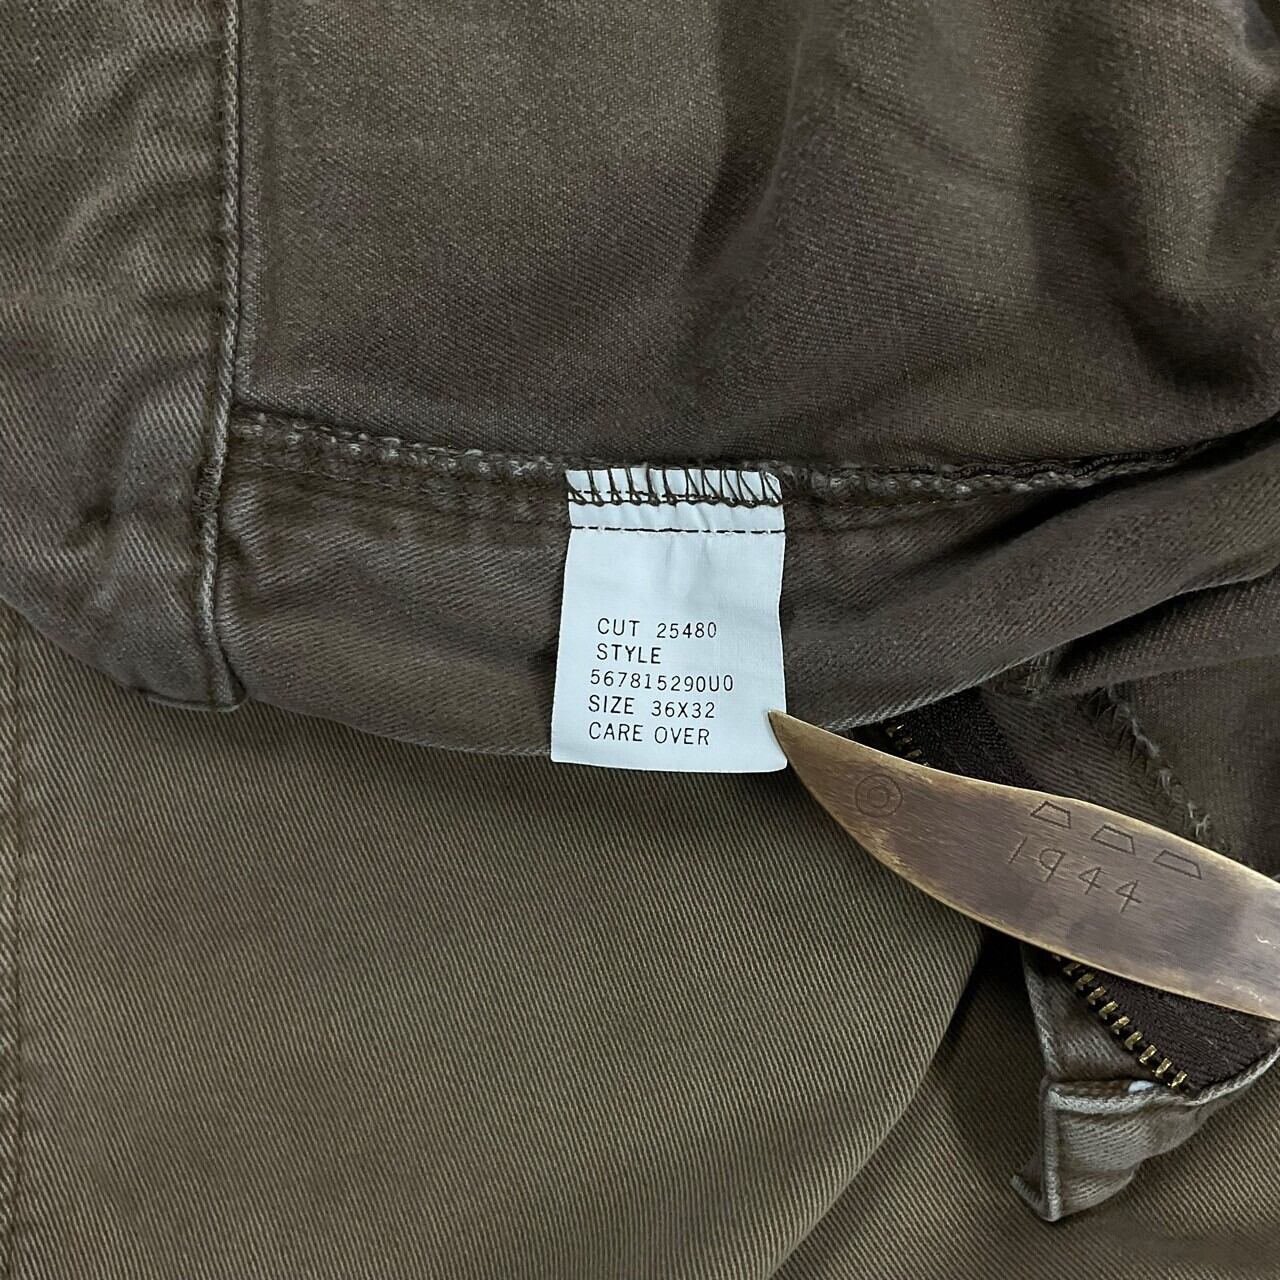 CUT 25480
STYLE
567815290U0
SIZE 36X32
CARE OVER
1944